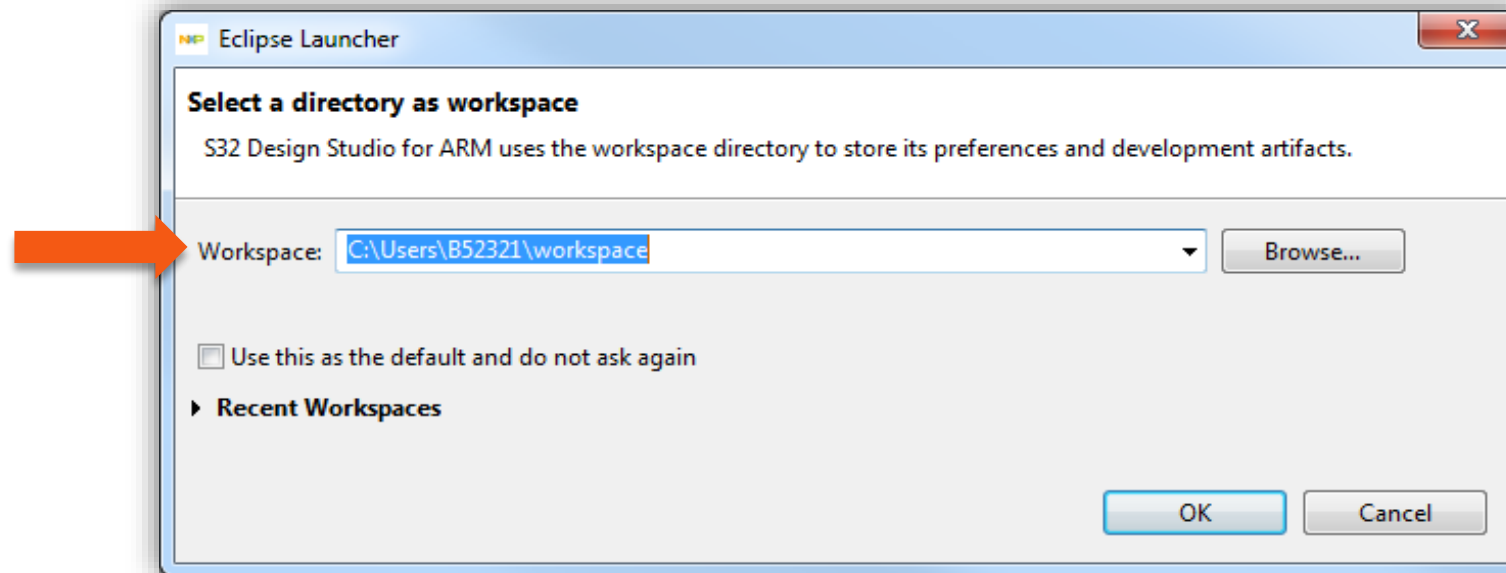 NXP Eclipse Launcher
Select a directory as workspace
S32 Design Studio for ARM uses the workspace directory to store its preferences and development artifacts.
Workspace: C:\Users\B52321\workspace Browse...
Use this as the default and do not ask again
Recent Workspaces
OK Cancel